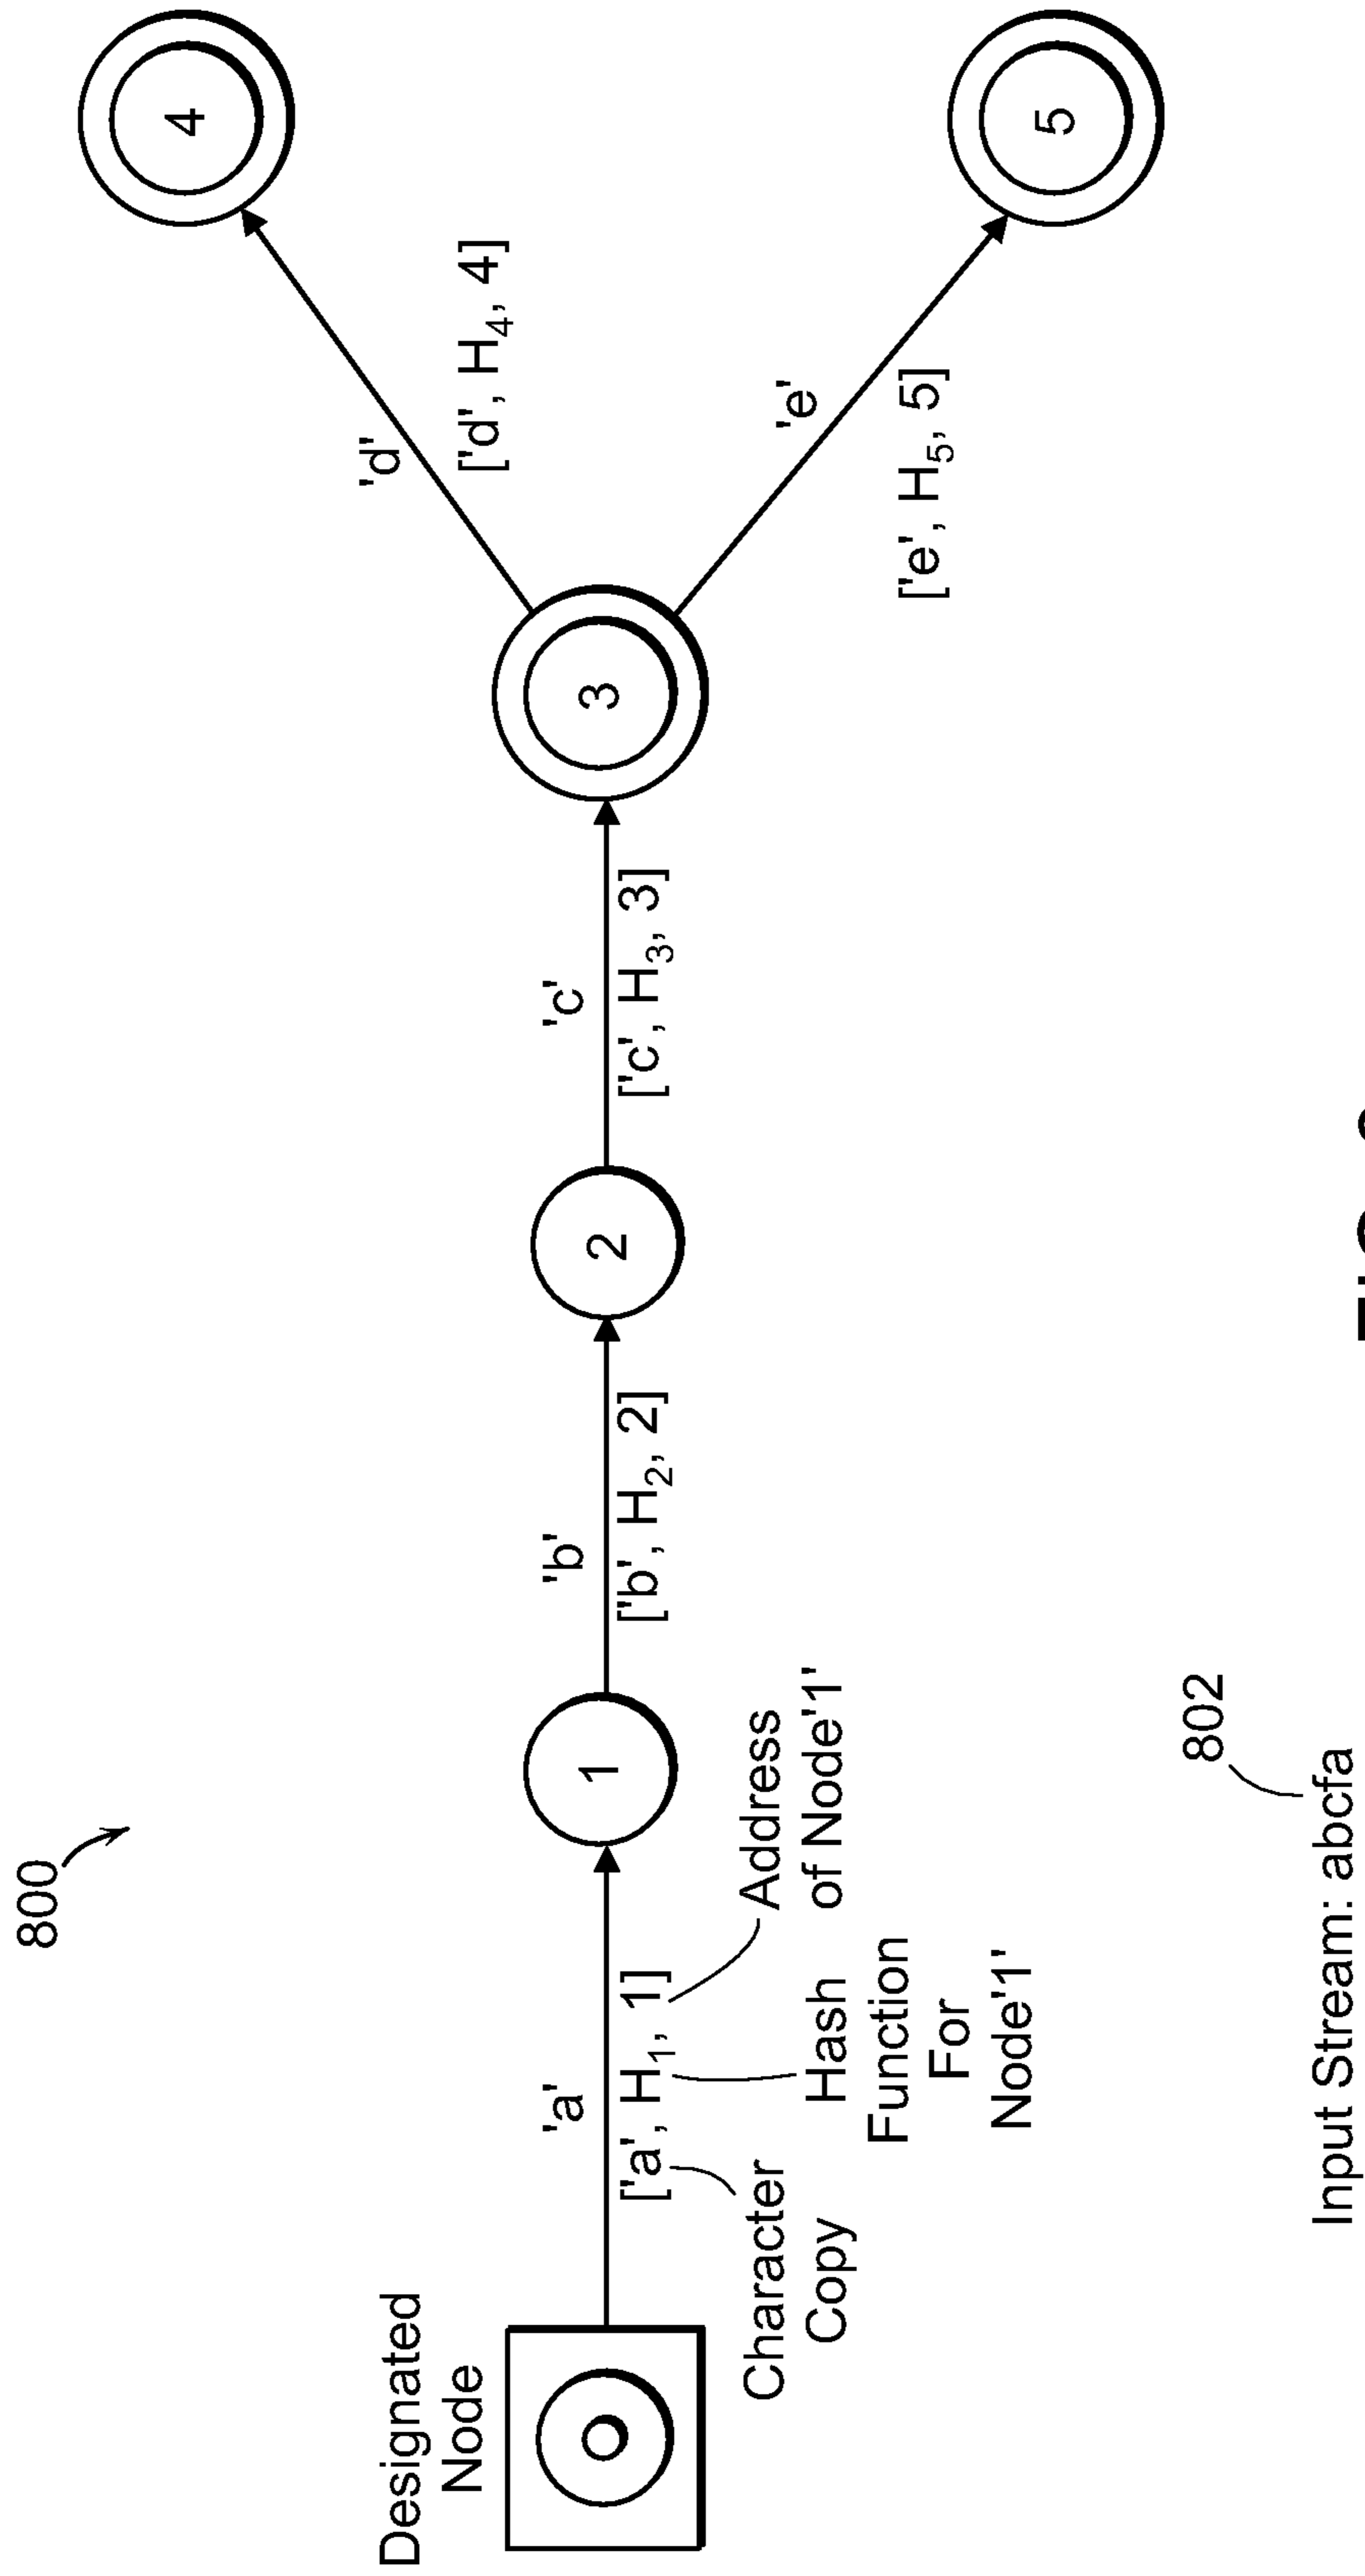 800
Designated
Node
'a'
['a', H₁, 1]
Character
Copy
Hash
Function
For
Node'1'
Address
of Node'1'
1
'b'
['b', H₂, 2]
2
'c'
['c', H₃, 3]
3
'd'
['d', H₄, 4]
4
'e'
['e', H₅, 5]
5
802
Input Stream: abcfa